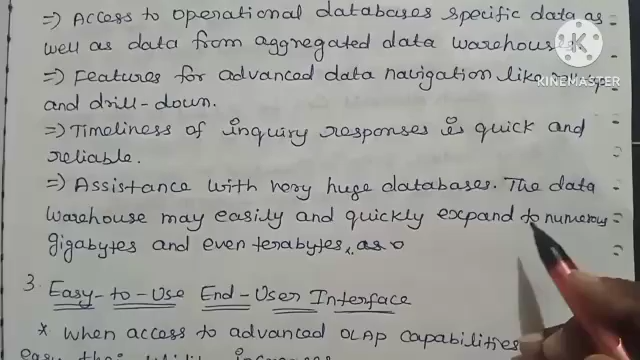 =) Access to operational databases specific data as
well as data from aggregated data warehouses
=) Features for advanced data navigation like
and drill-down.
=) Timeliness of inquiry responses is quick and
reliable.
=) Assistance with very huge databases. The data
warehouse may easily and quickly expand to numerous
gigabytes and even terabytes.
3. Easy-to-Use End-User Interface
* When access to advanced OLAP capabilities
KINEMASTER